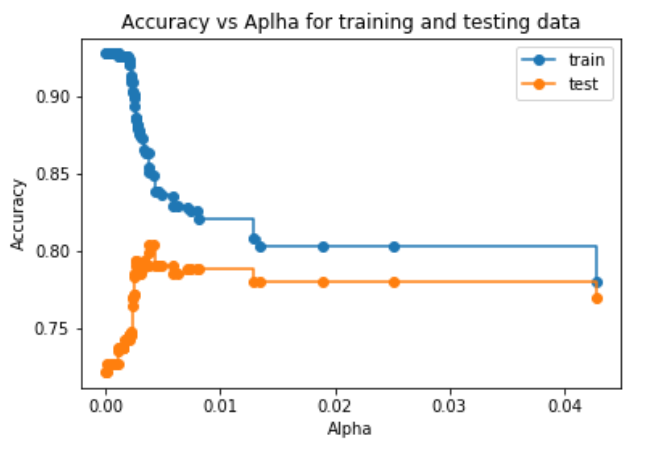 Accuracy vs Aplha for training and testing data
train
test
Accuracy
0.90
0.85
0.80
0.75
0.00 0.01 0.02 0.03 0.04
Alpha